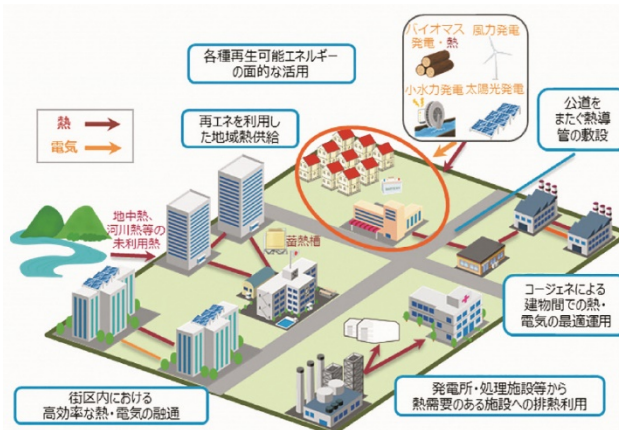 各種再生可能エネルギー
の面的な活用
バイオマス
発電・熱
風力発電
小水力発電
太陽光発電
再エネを利用し
た地域熱供給
公道を
またぐ熱導
管の敷設
熱
電気
地中熱、
河川熱等の
未利用熱
蓄熱槽
コージェネによる
建物間での熱・
電気の最適運用
街区内における
高効率な熱・電気の融通
発電所・処理施設等から
熱需要のある施設への排熱利用